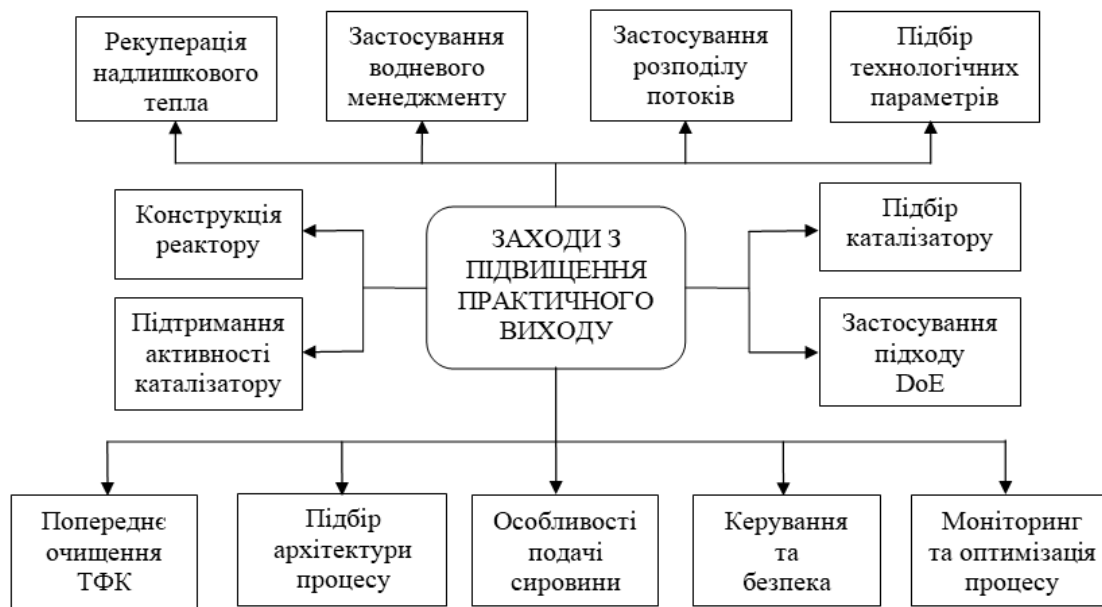 Рекуперація
надлишкового
тепла
Застосування
водневого
менеджменту
Застосування
розподілу
потоків
Підбір
технологічних
параметрів
Конструкція
реактору
ЗАХОДИ З
ПІДВИЩЕННЯ
ПРАКТИЧНОГО
ВИХОДУ
Підбір
каталізатору
Підтримання
активності
каталізатору
Застосування
підходу
DoE
Попереднє
очищення
ТФК
Підбір
архітектури
процесу
Особливості
подачі
сировини
Керування
та
безпека
Моніторинг
та оптимізація
процесу